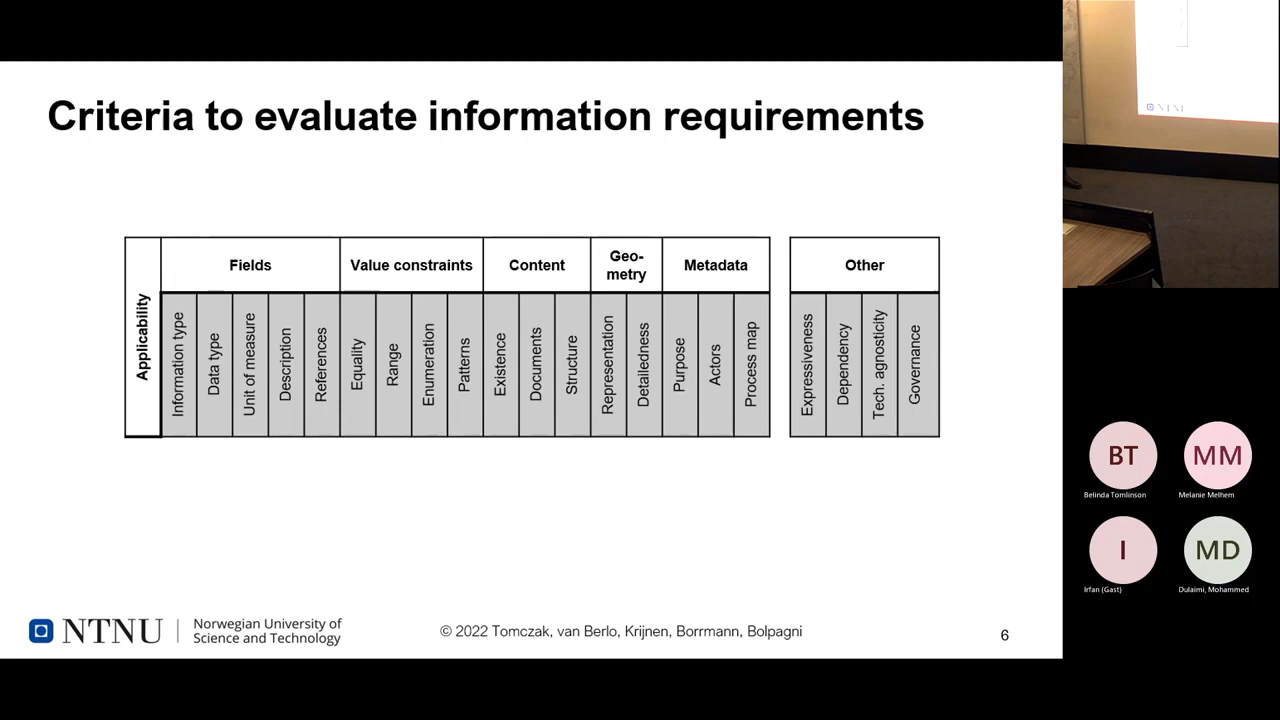 Criteria to evaluate information requirements
Applicability
Fields
Value constraints
Content
Geo-
metry
Metadata
Other
Information type
Data type
Unit of measure
Description
References
Equality
Range
Enumeration
Patterns
Existence
Documents
Structure
Representation
Detailedness
Purpose
Actors
Process map
Expressiveness
Dependency
Tech. agnosticity
Governance
NTNU
Norwegian University of
Science and Technology
© 2022 Tomczak, van Berlo, Krijnen, Borrmann, Bolpagni
6
NTNU
BT
Belinda Tomlinson
MM
Melanie Melhem
I
Irfan (Gast)
MD
Dulaimi, Mohammed